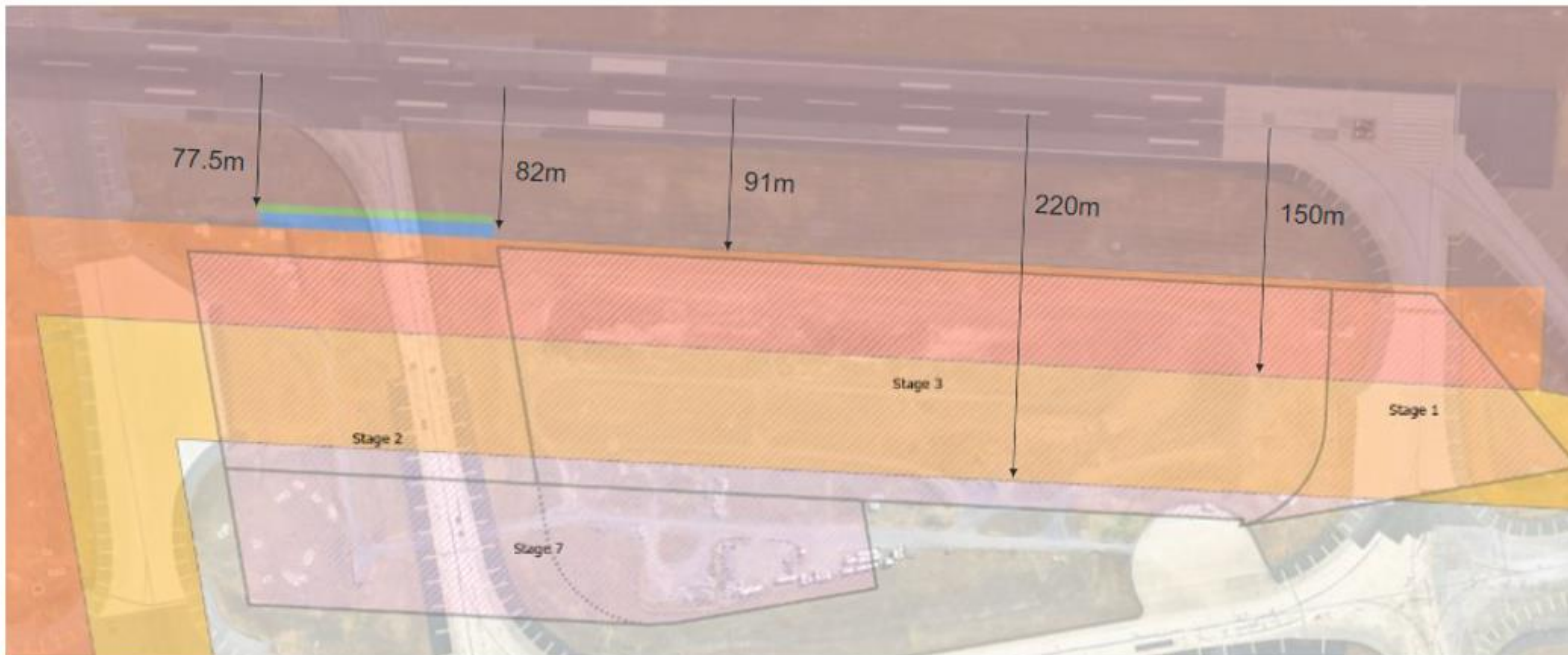 77.5m
82m
91m
220m
150m
Stage 3
Stage 1
Stage 2
Stage 7